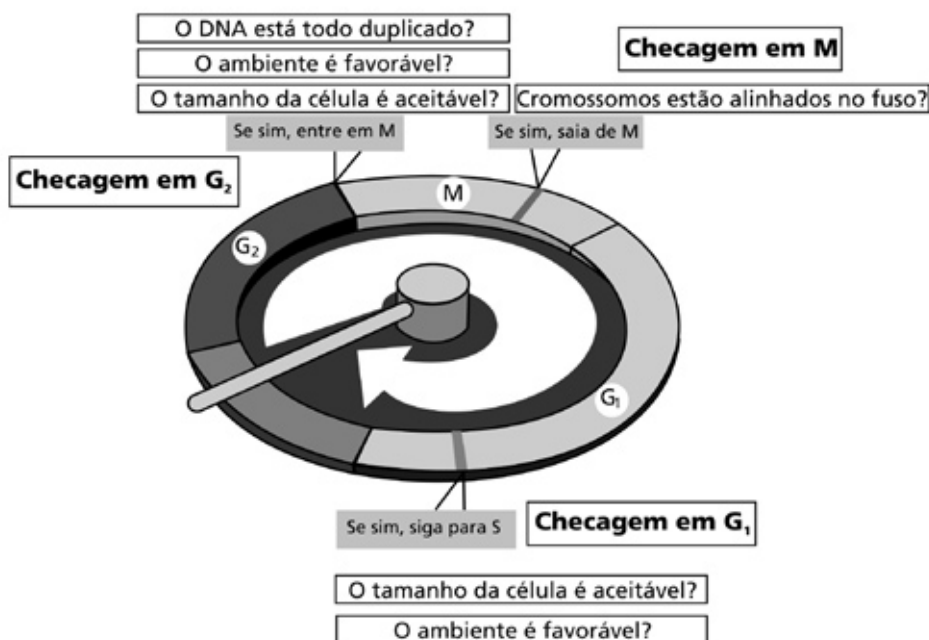 O DNA está todo duplicado?
O ambiente é favorável?
O tamanho da célula é aceitável?
Se sim, entre em M
Checagem em M
Cromossomos estão alinhados no fuso?
Se sim, saia de M
Checagem em G₂
M
G₂
G₁
Se sim, siga para S
Checagem em G₁
O tamanho da célula é aceitável?
O ambiente é favorável?